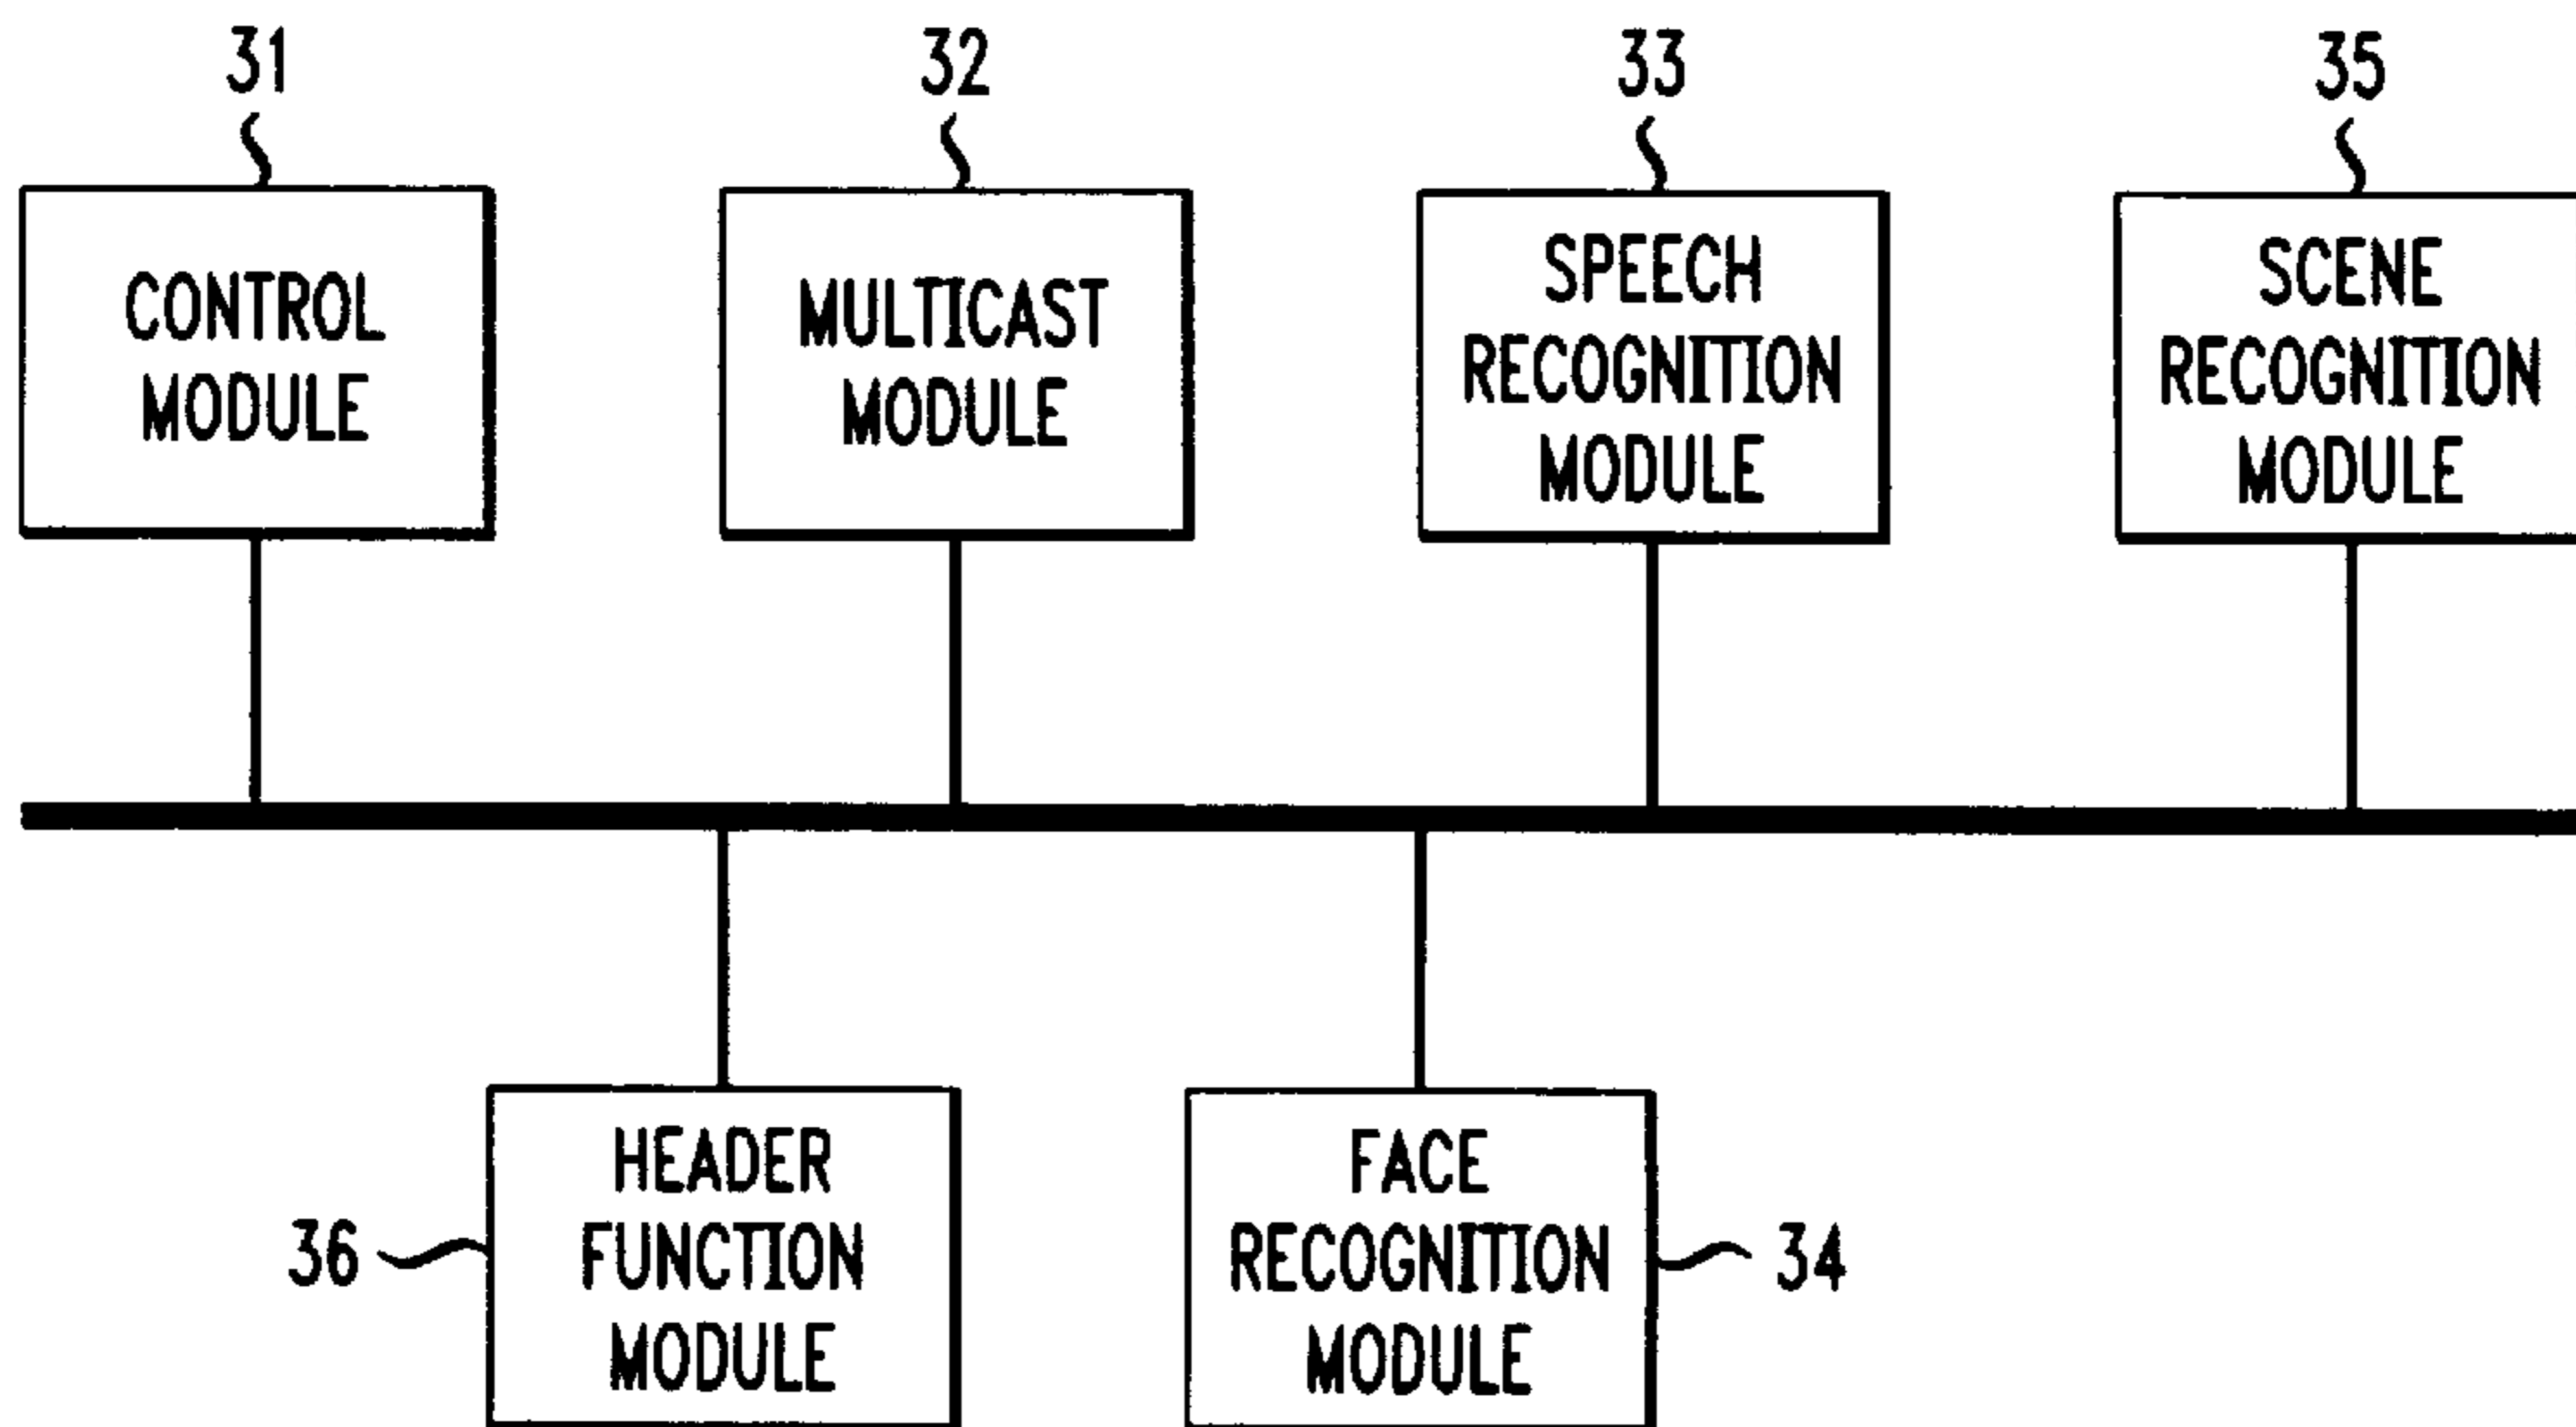 31
32
33
35
CONTROL
MODULE
MULTICAST
MODULE
SPEECH
RECOGNITION
MODULE
SCENE
RECOGNITION
MODULE
36
HEADER
FUNCTION
MODULE
FACE
RECOGNITION
MODULE
34